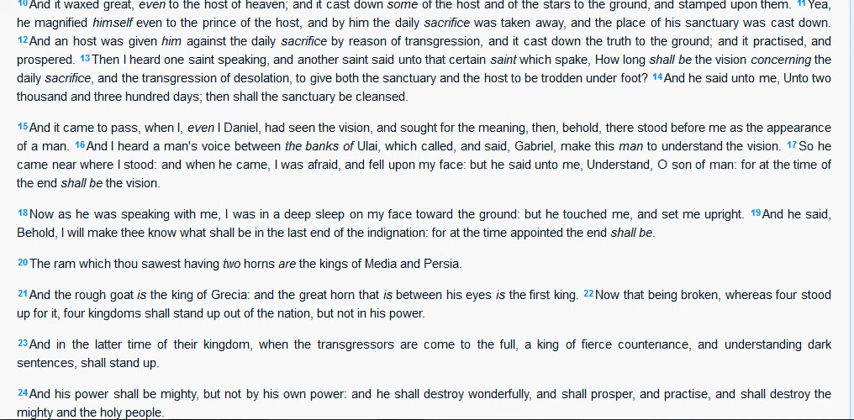 10And it waxed great, even to the host of heaven; and it cast down some of the host and of the stars to the ground, and stamped upon them. 11Yea,
he magnified himself even to the prince of the host, and by him the daily sacrifice was taken away, and the place of his sanctuary was cast down.
12And an host was given him against the daily sacrifice by reason of transgression, and it cast down the truth to the ground; and it practised, and
prospered. 13Then I heard one saint speaking, and another saint said unto that certain saint which spake, How long shall be the vision concerning the
daily sacrifice, and the transgression of desolation, to give both the sanctuary and the host to be trodden under foot? 14And he said unto me, Unto two
thousand and three hundred days; then shall the sanctuary be cleansed.
15And it came to pass, when I, even I Daniel, had seen the vision, and sought for the meaning, then, behold, there stood before me as the appearance
of a man. 16And I heard a man's voice between the banks of Ulai, which called, and said, Gabriel, make this man to understand the vision. 17So he
came near where I stood: and when he came, I was afraid, and fell upon my face: but he said unto me, Understand, O son of man: for at the time of
the end shall be the vision.
18Now as he was speaking with me, I was in a deep sleep on my face toward the ground: but he touched me, and set me upright. 19And he said,
Behold, I will make thee know what shall be in the last end of the indignation: for at the time appointed the end shall be.
20The ram which thou sawest having two horns are the kings of Media and Persia.
21And the rough goat is the king of Grecia: and the great horn that is between his eyes is the first king. 22Now that being broken, whereas four stood
up for it, four kingdoms shall stand up out of the nation, but not in his power.
23And in the latter time of their kingdom, when the transgressors are come to the full, a king of fierce countenance, and understanding dark
sentences, shall stand up.
24And his power shall be mighty, but not by his own power: and he shall destroy wonderfully, and shall prosper, and practise, and shall destroy the
mighty and the holy people.